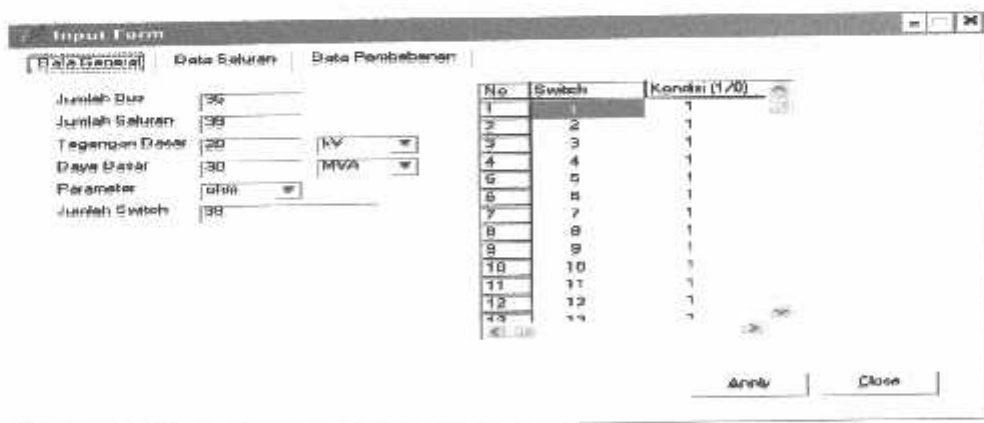 Input Form
Data General Data Saluran Data Pembebanan
Jumlah Bus
Jumlah Saluran
Tegangan Dasar 20 kV
Daya Dasar 30 MVA
Parameter ohm
Jumlah Switch
No Switch Kondisi (1/0)
1 1 1
2 2 1
3 3 1
4 4 1
5 5 1
6 6 1
7 7 1
8 8 1
9 9 1
10 10 1
11 11 1
12 12 1
13 13 1
Apply Close